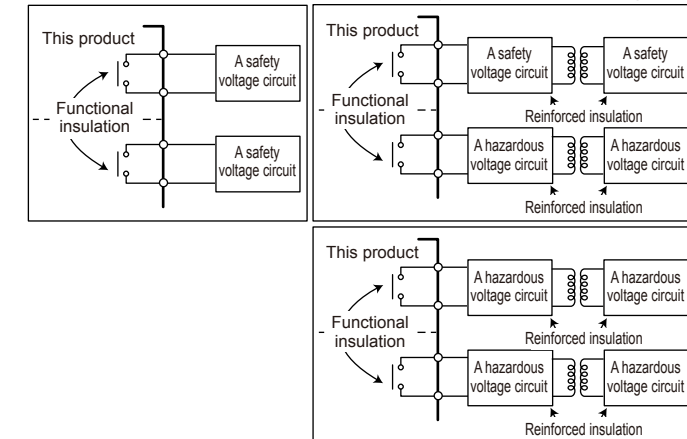 This product
A safety
voltage circuit
Functional
insulation
A safety
voltage circuit
This product
A safety
voltage circuit
A safety
voltage circuit
Reinforced insulation
Functional
insulation
A hazardous
voltage circuit
A hazardous
voltage circuit
Reinforced insulation
This product
A hazardous
voltage circuit
A hazardous
voltage circuit
Reinforced insulation
Functional
insulation
A hazardous
voltage circuit
A hazardous
voltage circuit
Reinforced insulation